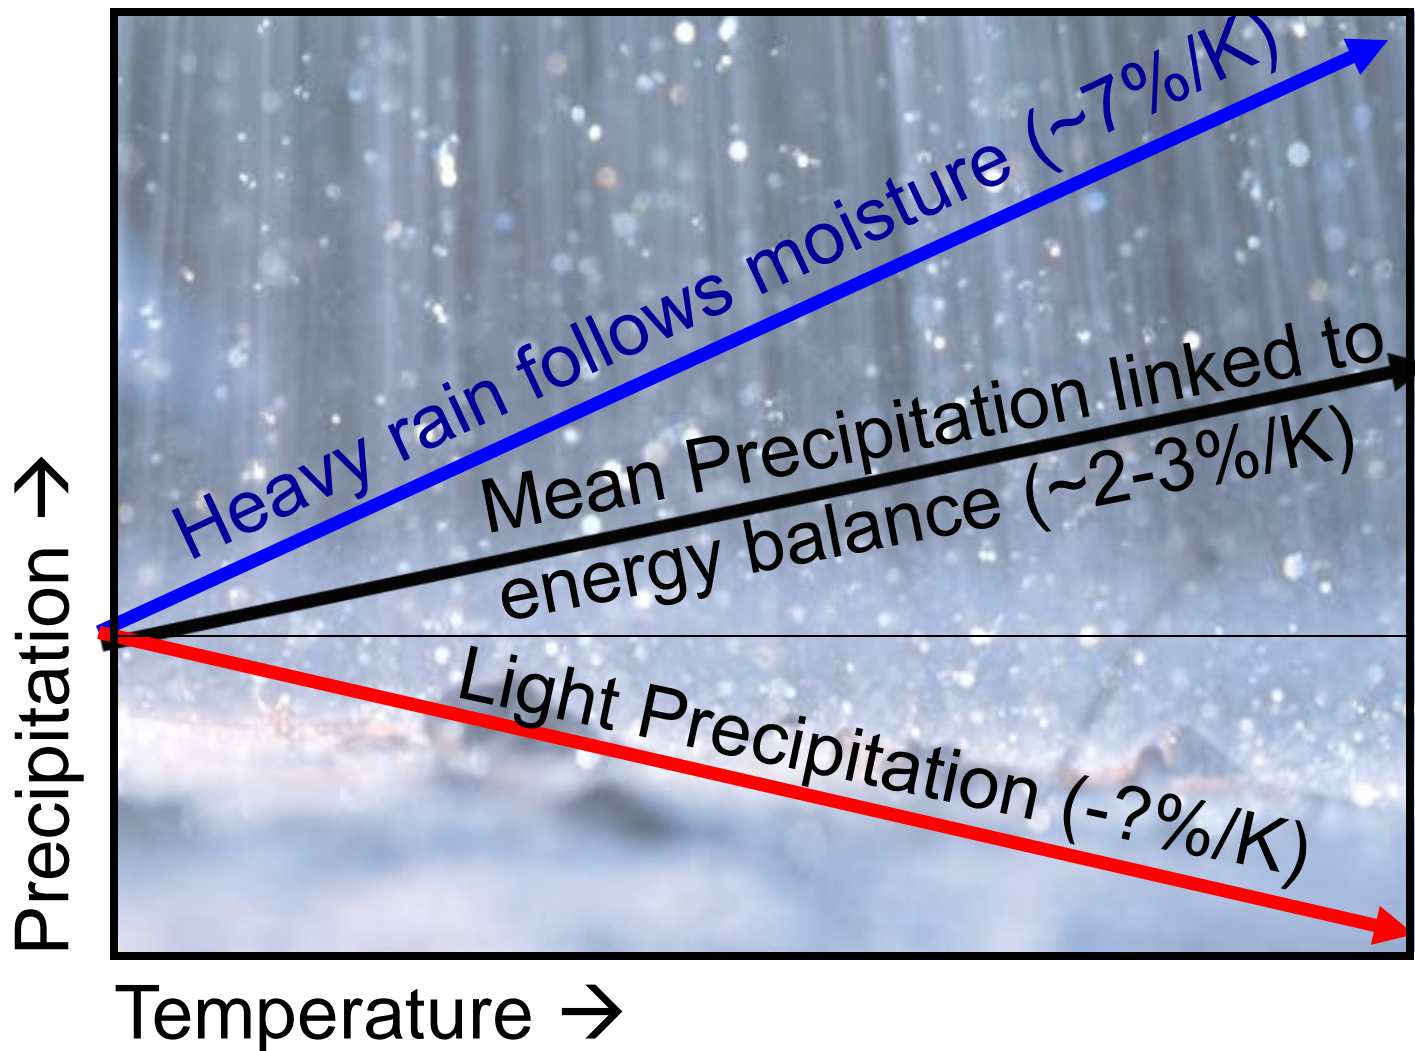 Heavy rain follows moisture (~7%/K)
Mean Precipitation linked to
energy balance (~2-3%/K)
Light Precipitation (-?%/K)
Precipitation →
Temperature →